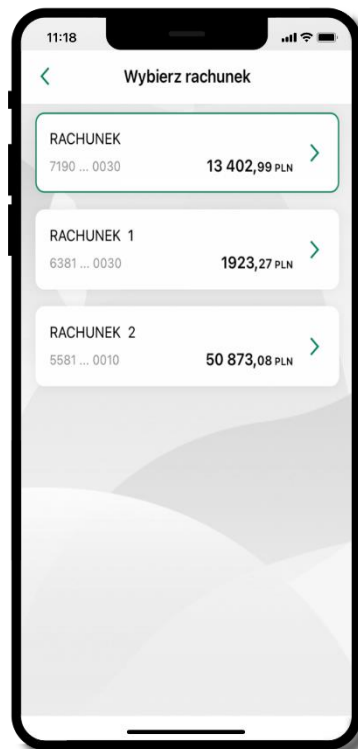 11:18
Wybierz rachunek
RACHUNEK
7190 ... 0030 13 402,99 PLN
RACHUNEK 1
6381 ... 0030 1923,27 PLN
RACHUNEK 2
5581 ... 0010 50 873,08 PLN